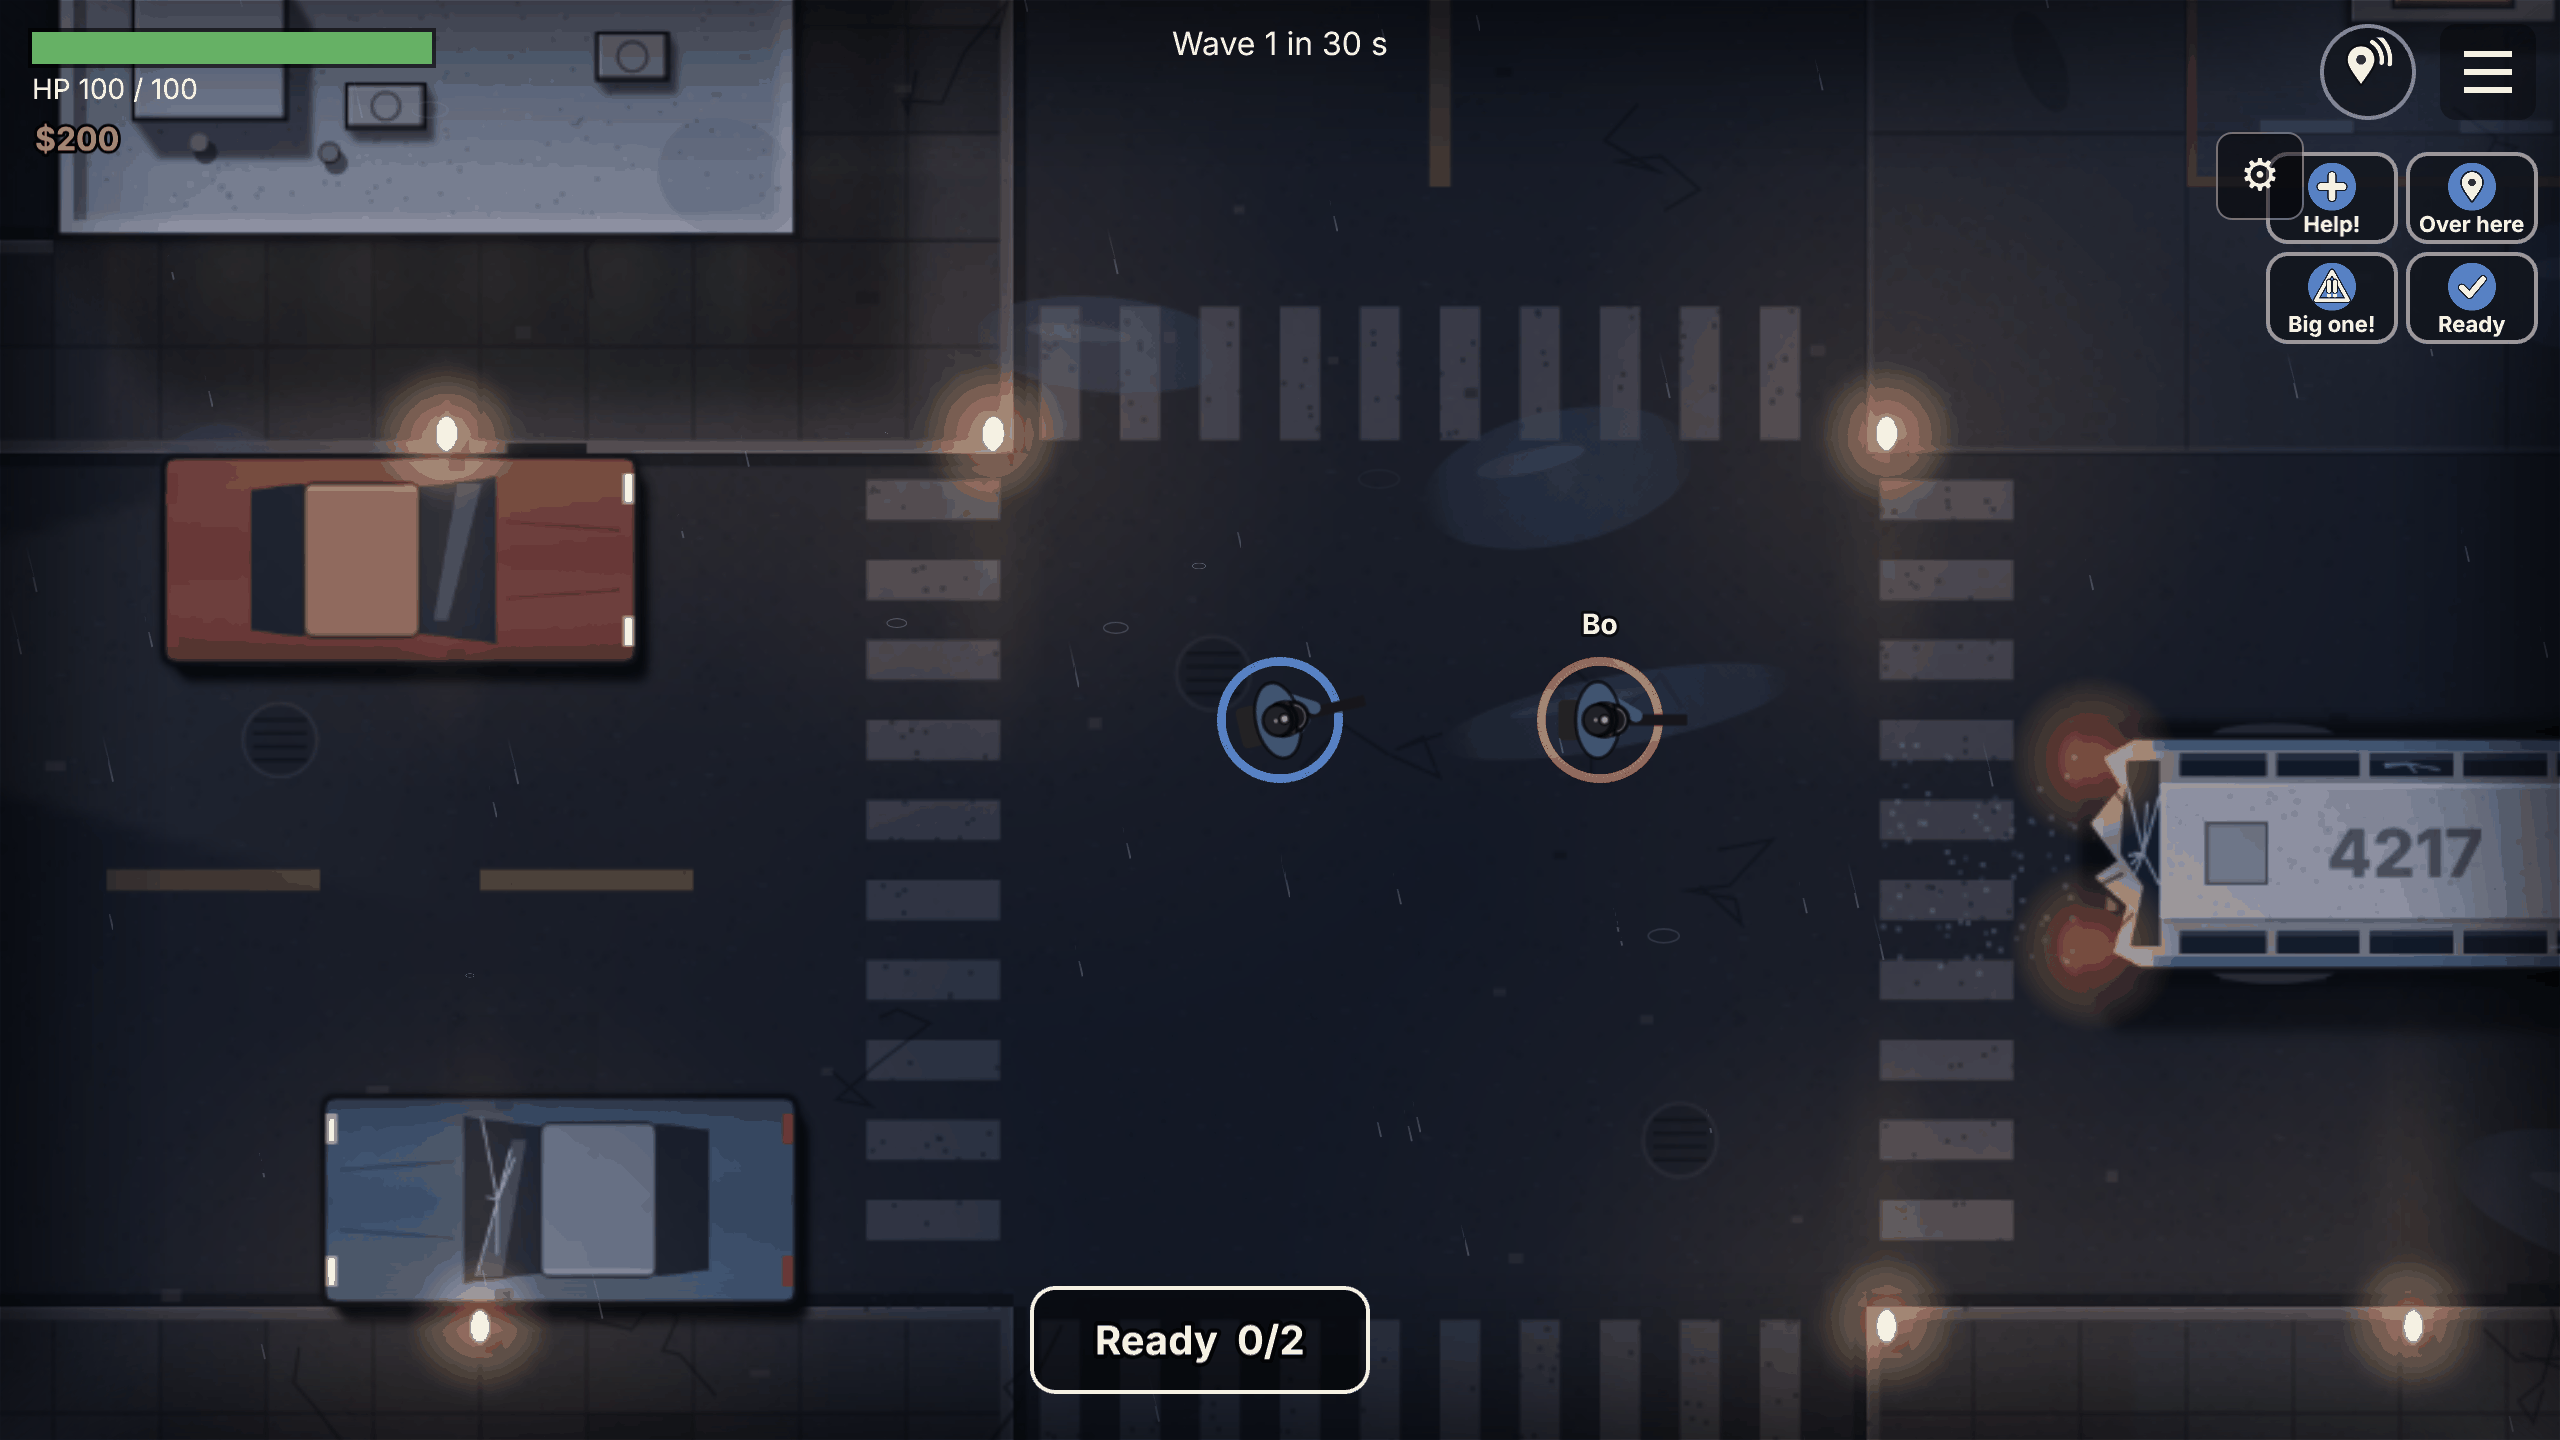 Wave 1 in 30 s
HP 100 / 100
$200
Help!
Over here
Big one!
Ready
Bo
4217
Ready 0/2